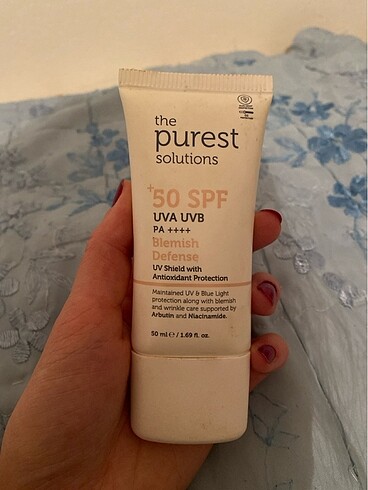 the
purest
solutions
+50 SPF
UVA UVB
PA ++++
Blemish
Defense
UV Shield with
Antioxidant Protection
Maintained UV & Blue Light
protection along with blemish
and wrinkle care supported by
Arbutin and Niacinamide.
50 ml ℮ / 1.69 fl. oz.